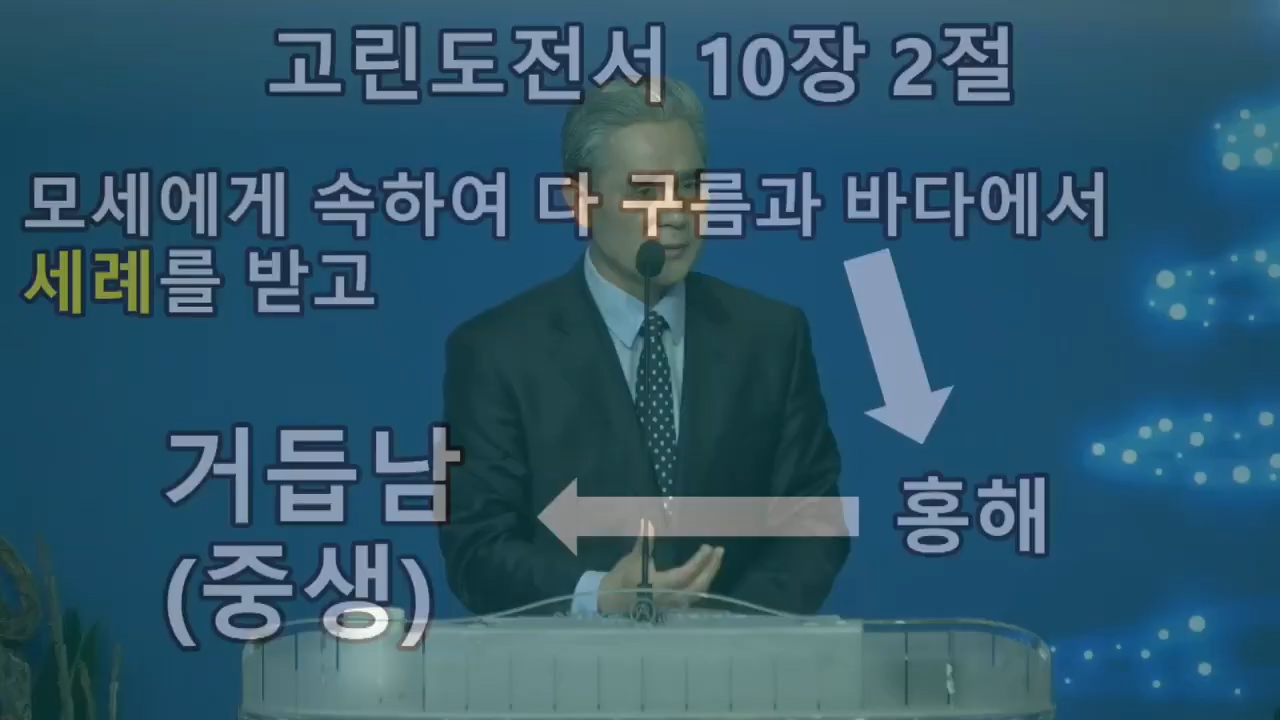 고린도전서 10장 2절
모세에게 속하여 다 구름과 바다에서
세례를 받고
거듭남
(중생)
홍해